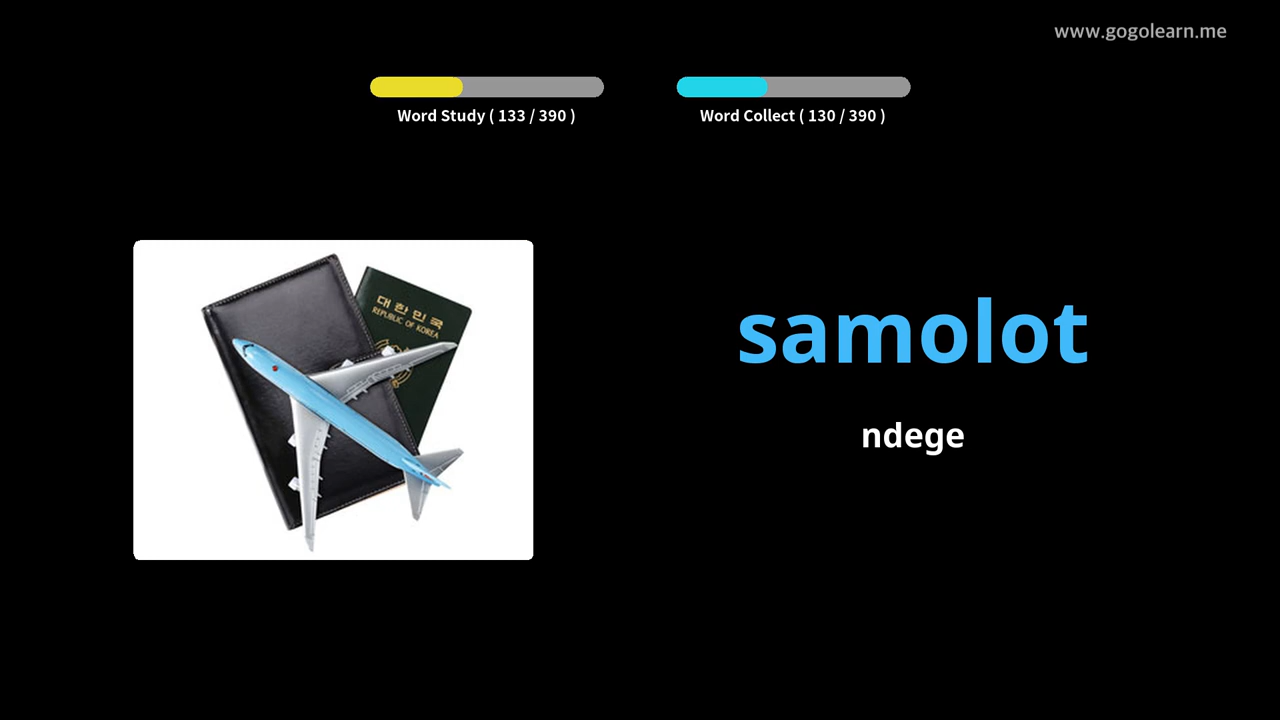 www.gogolearn.me
Word Study ( 133 / 390 )
Word Collect ( 130 / 390 )
대한민국
REPUBLIC OF KOREA
samolot
ndege